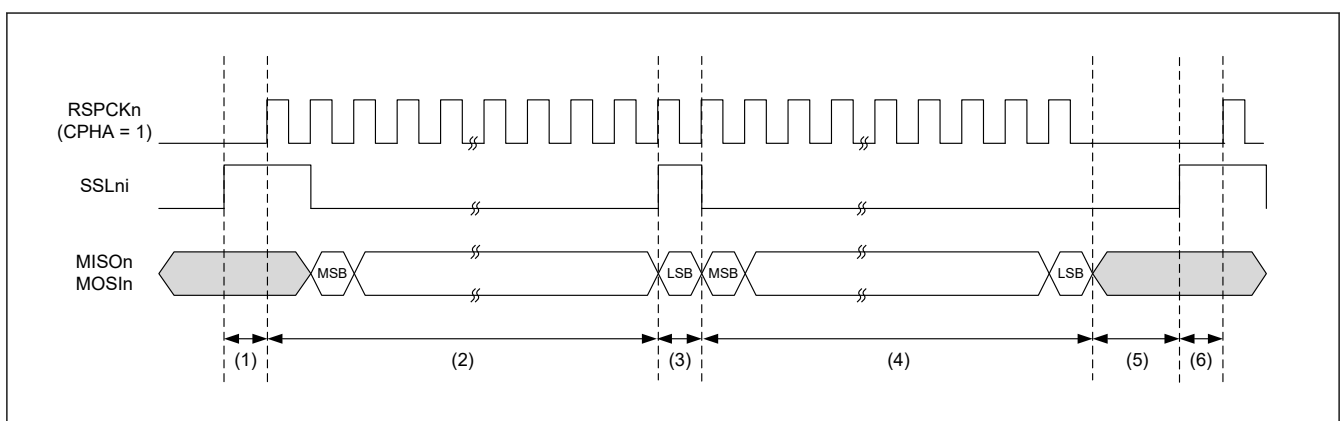 RSPCKn
(CPHA = 1)
SSLni
MISOn
MOSIn
MSB
LSB
MSB
LSB
(1)
(2)
(3)
(4)
(5)
(6)